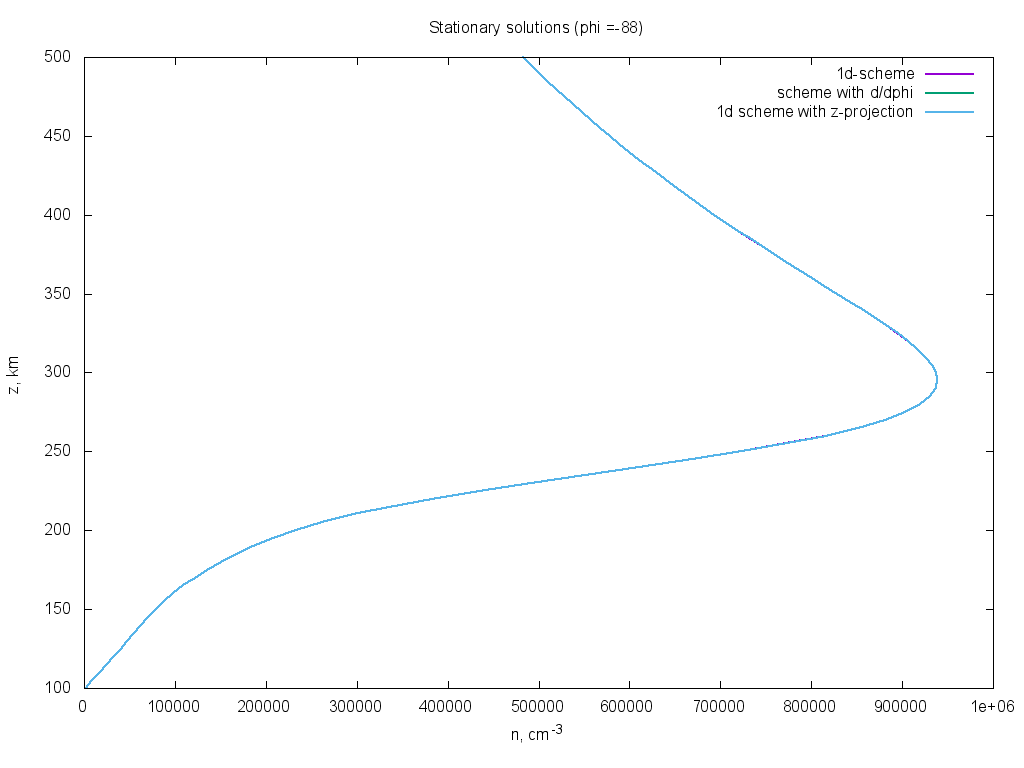 Stationary solutions (phi =-88)
1d-scheme
scheme with d/dphi
1d scheme with z-projection
500
450
400
350
300
250
200
150
100
z, km
0 100000 200000 300000 400000 500000 600000 700000 800000 900000 1e+06
n, cm-3